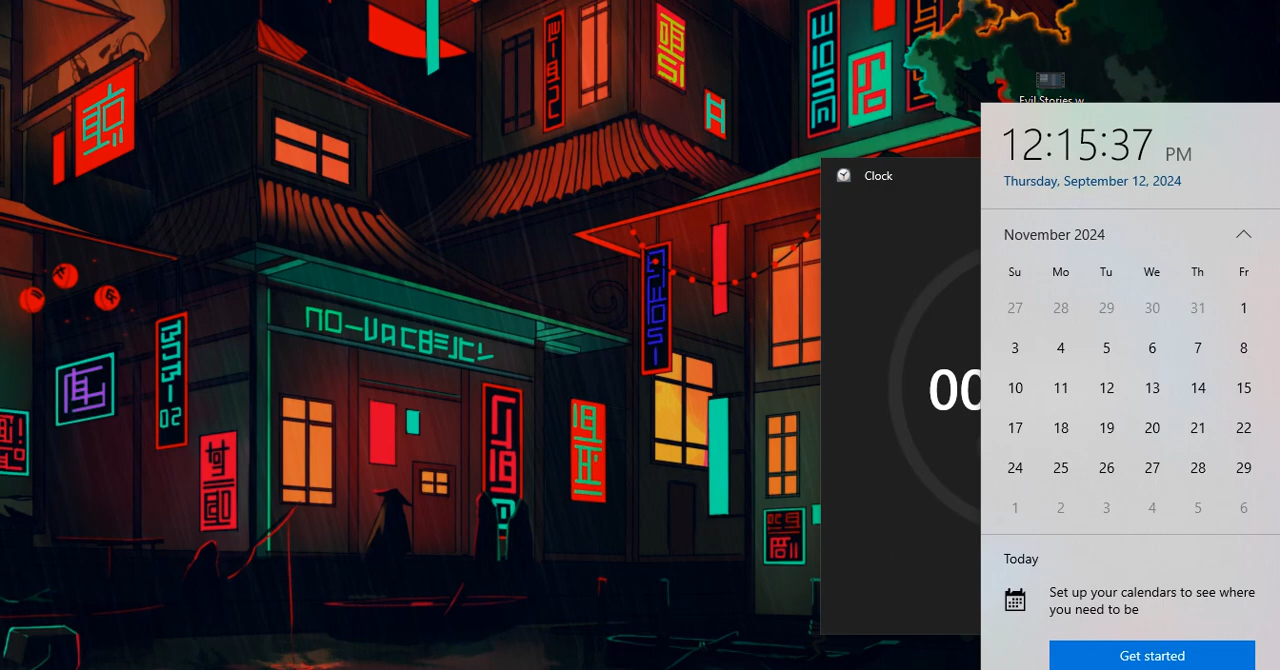 Evil Stories w
Clock
00
12:15:37 PM
Thursday, September 12, 2024
November 2024
Su Mo Tu We Th Fr
27 28 29 30 31 1
3 4 5 6 7 8
10 11 12 13 14 15
17 18 19 20 21 22
24 25 26 27 28 29
1 2 3 4 5 6
Today
Set up your calendars to see where
you need to be
Get started